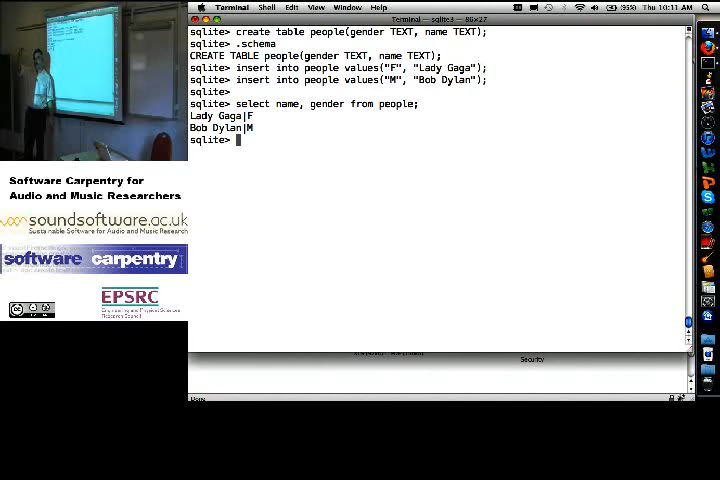 Terminal Shell Edit View Window Help
(95%) Thu 10:11 AM
Terminal — sqlite3 — 86×27
sqlite> create table people(gender TEXT, name TEXT);
sqlite> .schema
CREATE TABLE people(gender TEXT, name TEXT);
sqlite> insert into people values("F", "Lady Gaga");
sqlite> insert into people values("M", "Bob Dylan");
sqlite>
sqlite> select name, gender from people;
Lady Gaga|F
Bob Dylan|M
sqlite>
Software Carpentry for
Audio and Music Researchers
soundsoftware.ac.uk
Sustainable Software for Audio and Music Research
software carpentry
EPSRC
Engineering and Physical Sciences
Research Council
Security
Done